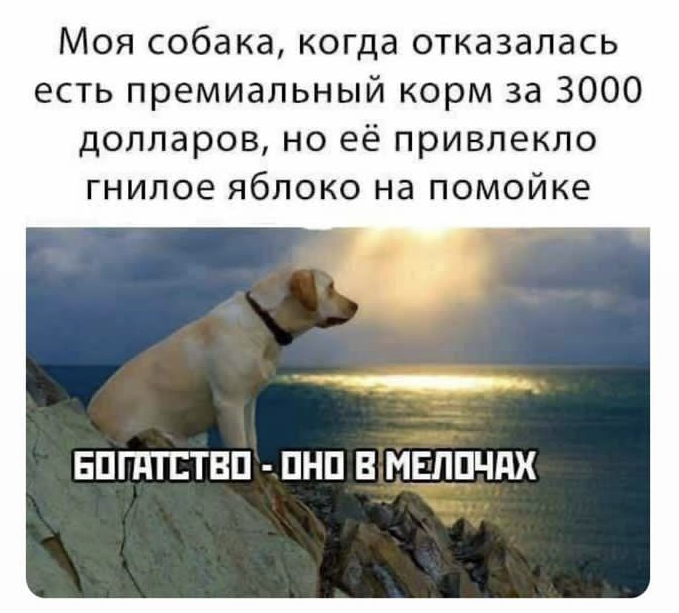 Моя собака, когда отказалась
есть премиальный корм за 3000
долларов, но её привлекло
гнилое яблоко на помойке
БОГАТСТВО - ОНО В МЕЛОЧАХ